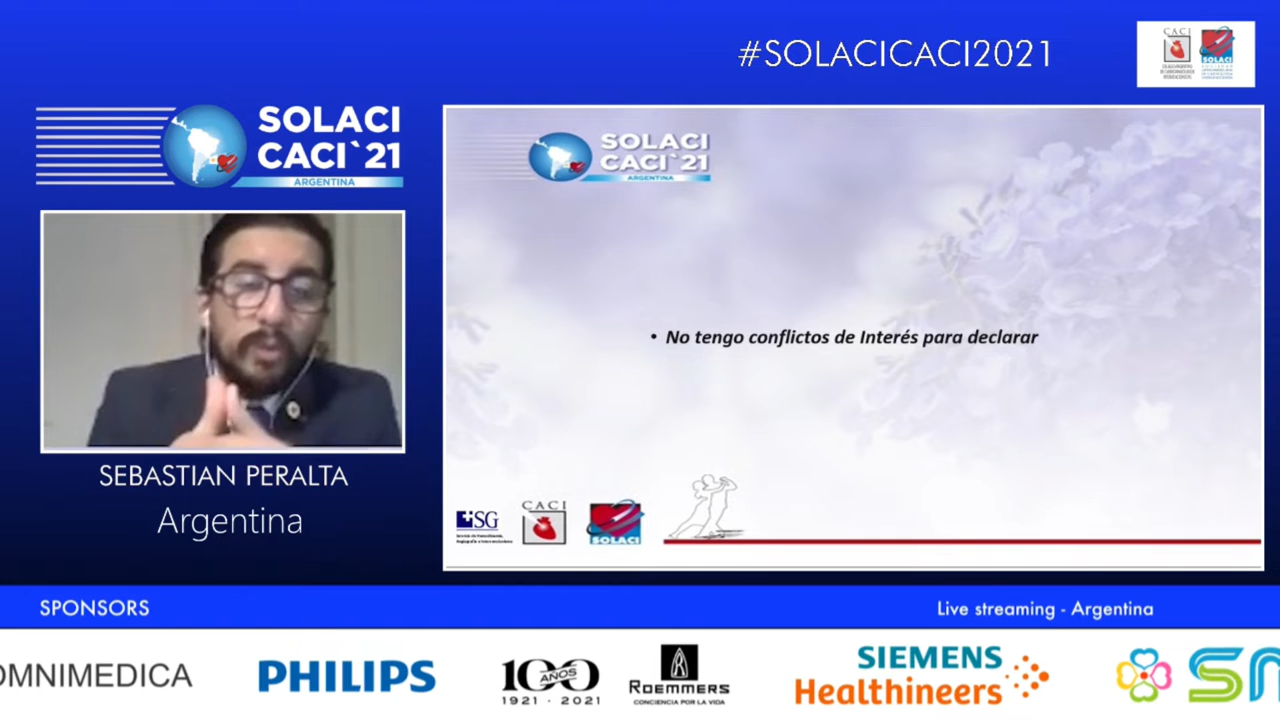 #SOLACICACI2021
CACI
SOLACI
SOLACI
CACI`21
ARGENTINA
SOLACI
CACI`21
ARGENTINA
• No tengo conflictos de Interés para declarar
SEBASTIAN PERALTA
Argentina
SG
CACI
SOLACI
SPONSORS
Live streaming - Argentina
OMNIMEDICA
PHILIPS
100
AÑOS
1921 · 2021
ROEMMERS
CONCIENCIA POR LA VIDA
SIEMENS
Healthineers